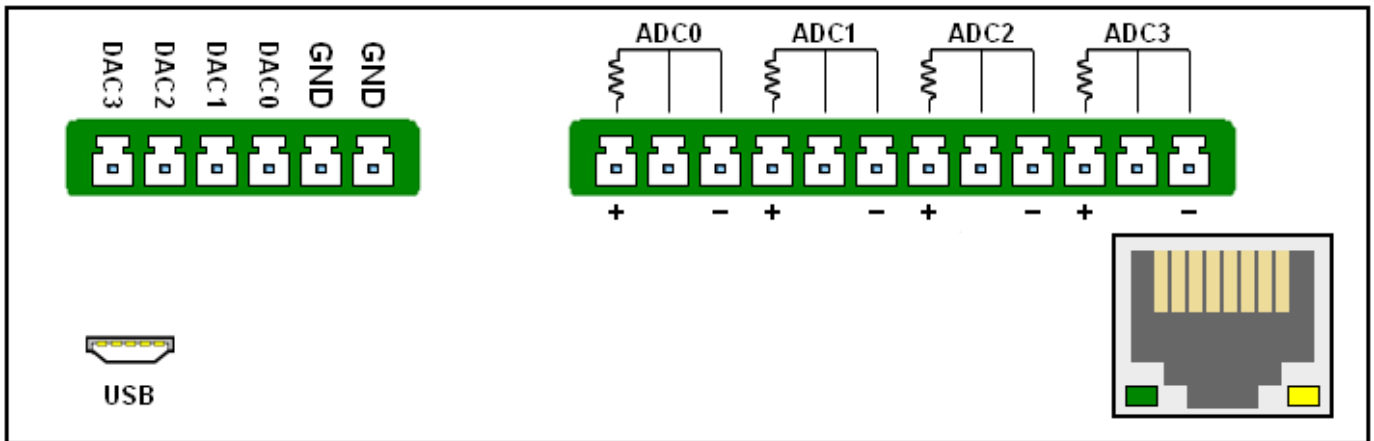 DAC3 DAC2 DAC1 DAC0 GND GND
ADC0 ADC1 ADC2 ADC3
+ - + - + - + -
USB